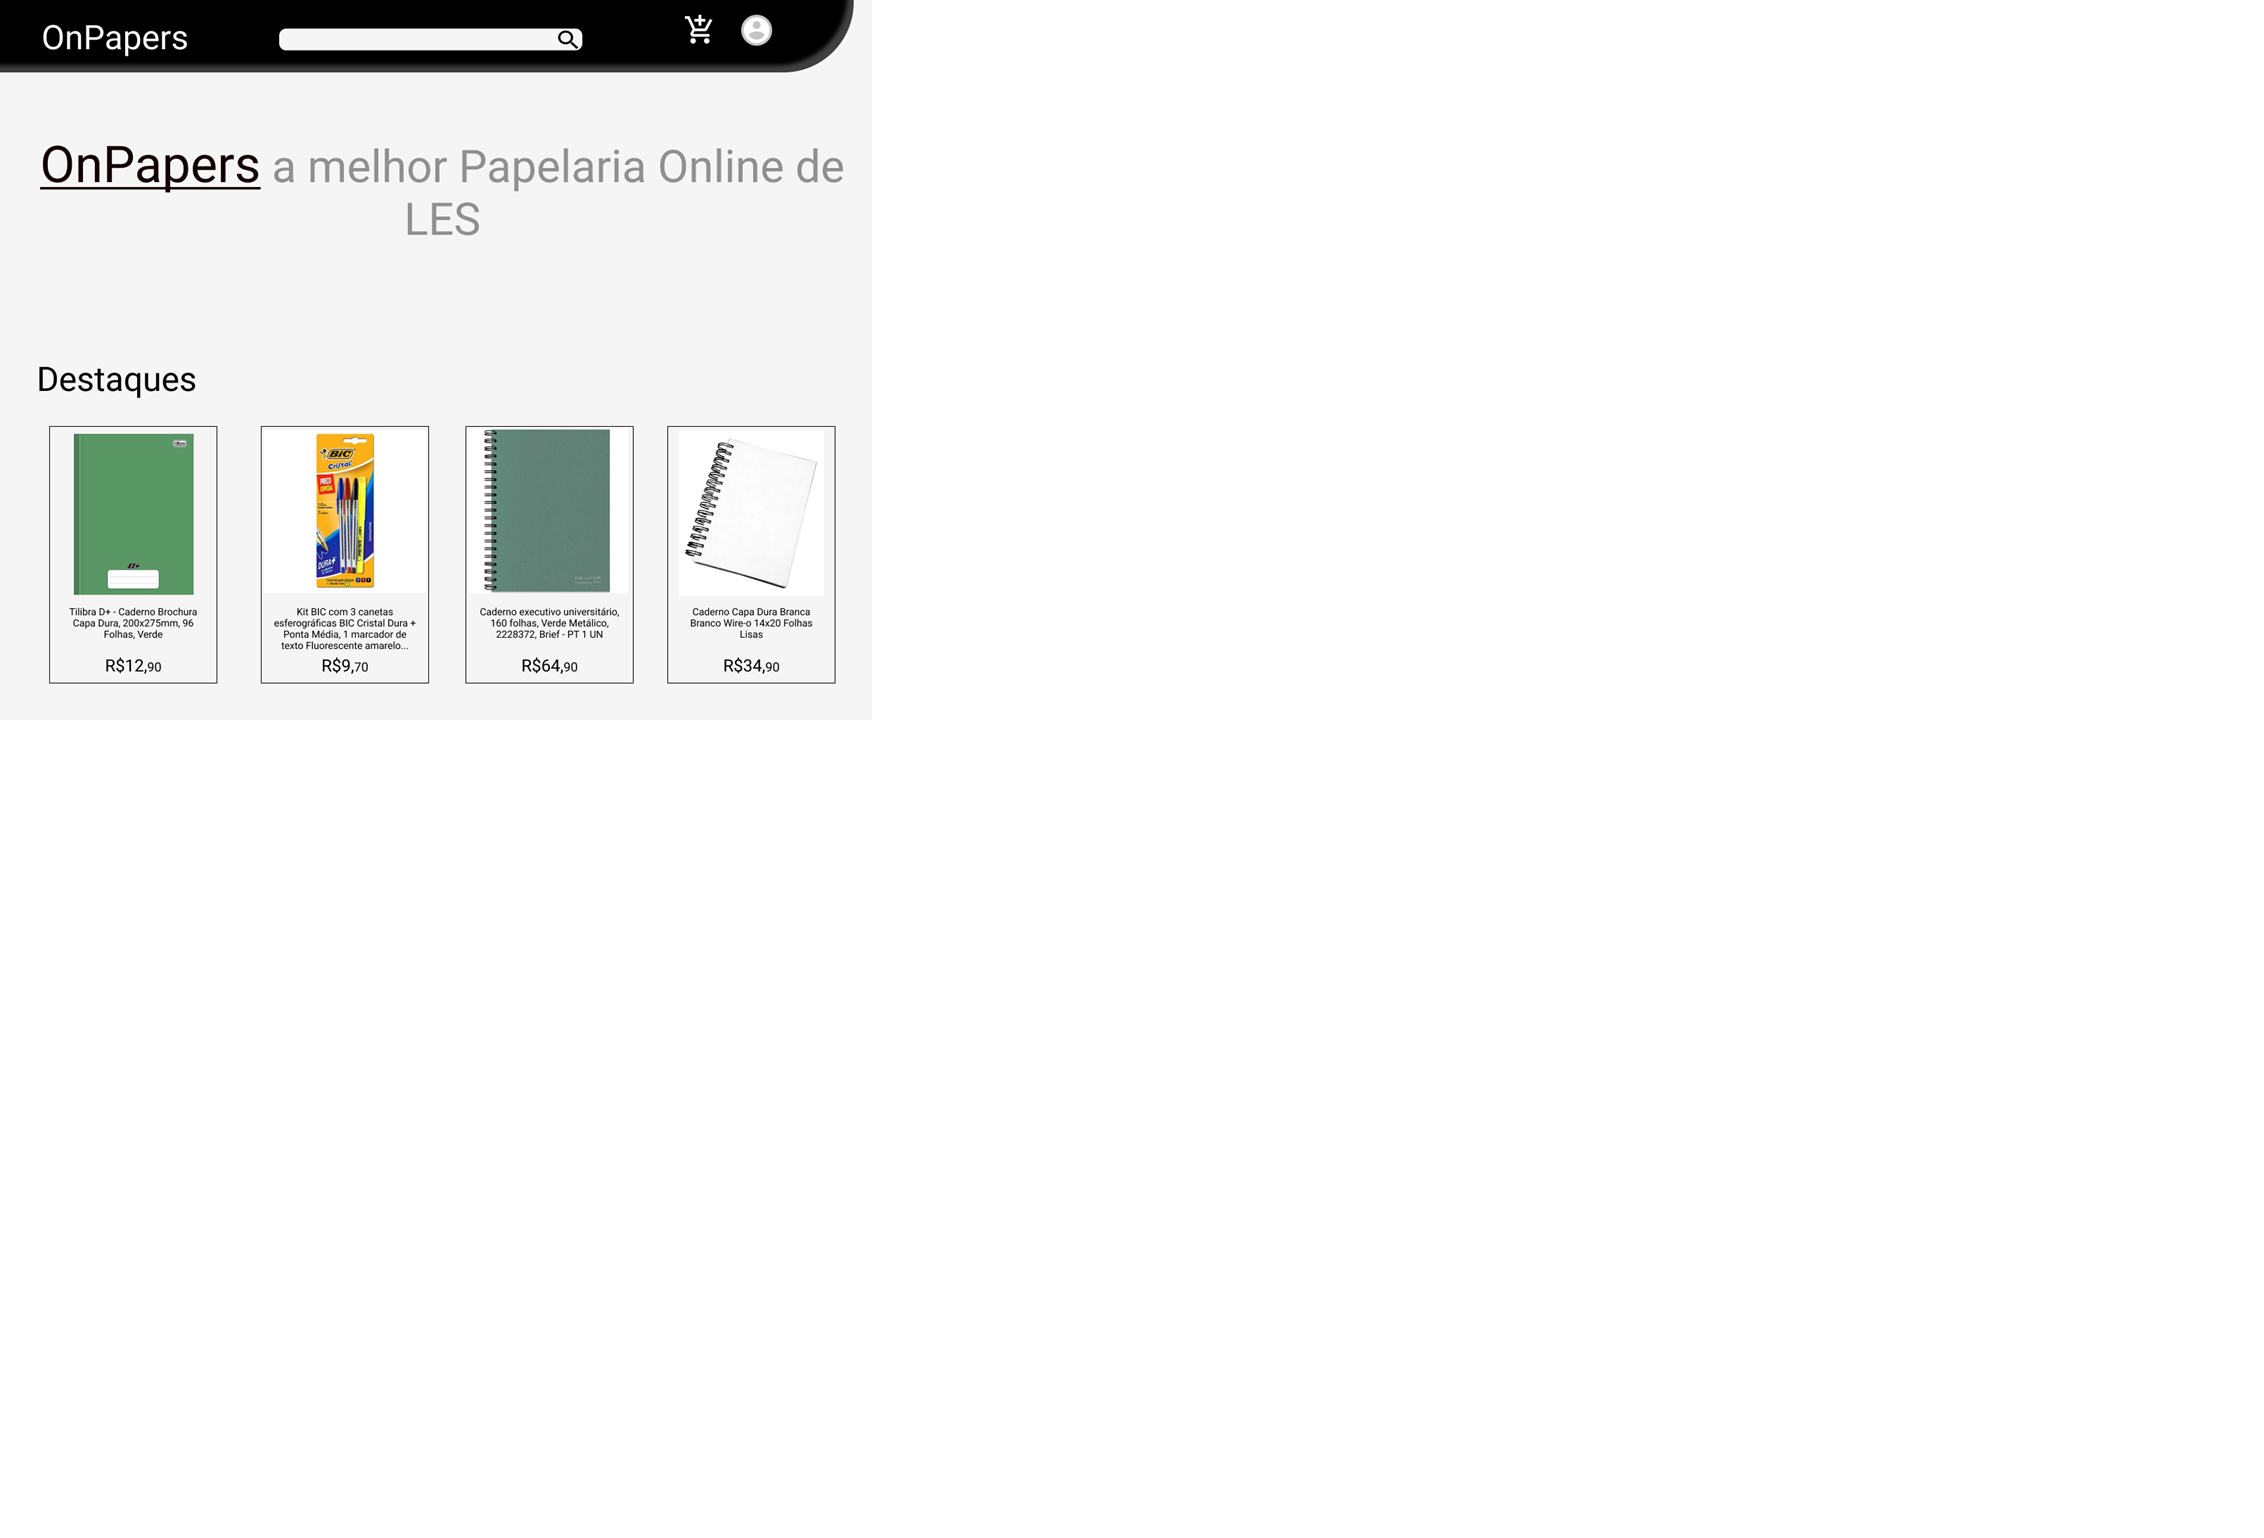 OnPapers
OnPapers a melhor Papelaria Online de
LES
Destaques
tilibra
D+
Tilibra D+ - Caderno Brochura
Capa Dura, 200x275mm, 96
Folhas, Verde
R$12,90
BIC
Cristal
PREÇO
ESPECIAL
DURA+
Kit BIC com 3 canetas
esferográficas BIC Cristal Dura +
Ponta Média, 1 marcador de
texto Fluorescente amarelo...
R$9,70
Caderno executivo universitário,
160 folhas, Verde Metálico,
2228372, Brief - PT 1 UN
R$64,90
Caderno Capa Dura Branca
Branco Wire-o 14x20 Folhas
Lisas
R$34,90